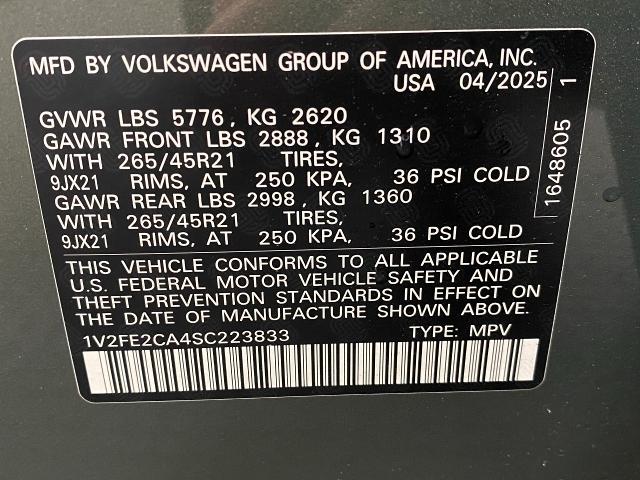 MFD BY VOLKSWAGEN GROUP OF AMERICA, INC.
USA 04/2025
GVWR LBS 5776, KG 2620
GAWR FRONT LBS 2888, KG 1310
WITH 265/45R21 TIRES,
9JX21 RIMS, AT 250 KPA, 36 PSI COLD
GAWR REAR LBS 2998, KG 1360
WITH 265/45R21 TIRES,
9JX21 RIMS, AT 250 KPA, 36 PSI COLD
1648605 1
THIS VEHICLE CONFORMS TO ALL APPLICABLE
U.S. FEDERAL MOTOR VEHICLE SAFETY AND
THEFT PREVENTION STANDARDS IN EFFECT ON
THE DATE OF MANUFACTURE SHOWN ABOVE.
1V2FE2CA4SC223833 TYPE: MPV